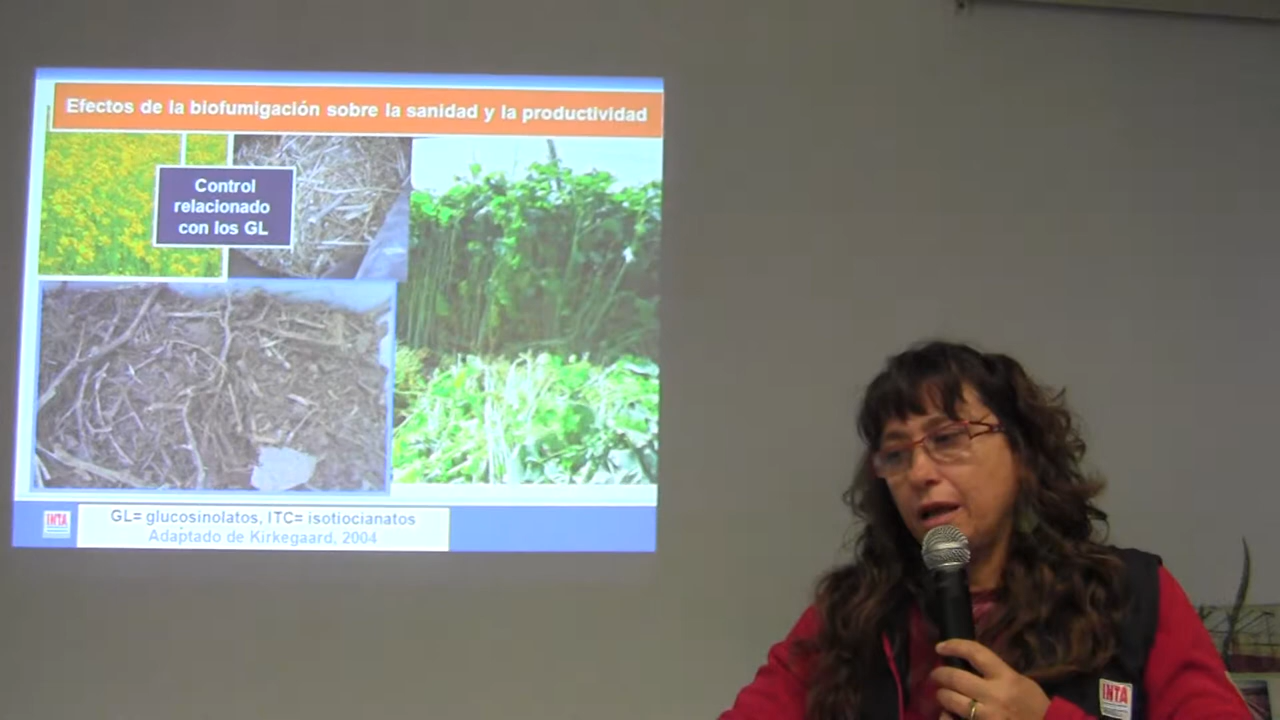 Efectos de la biofumigación sobre la sanidad y la productividad
Control
relacionado
con los GL
INTA
GL= glucosinolatos, ITC= isotiocianatos
Adaptado de Kirkegaard, 2004
INTA